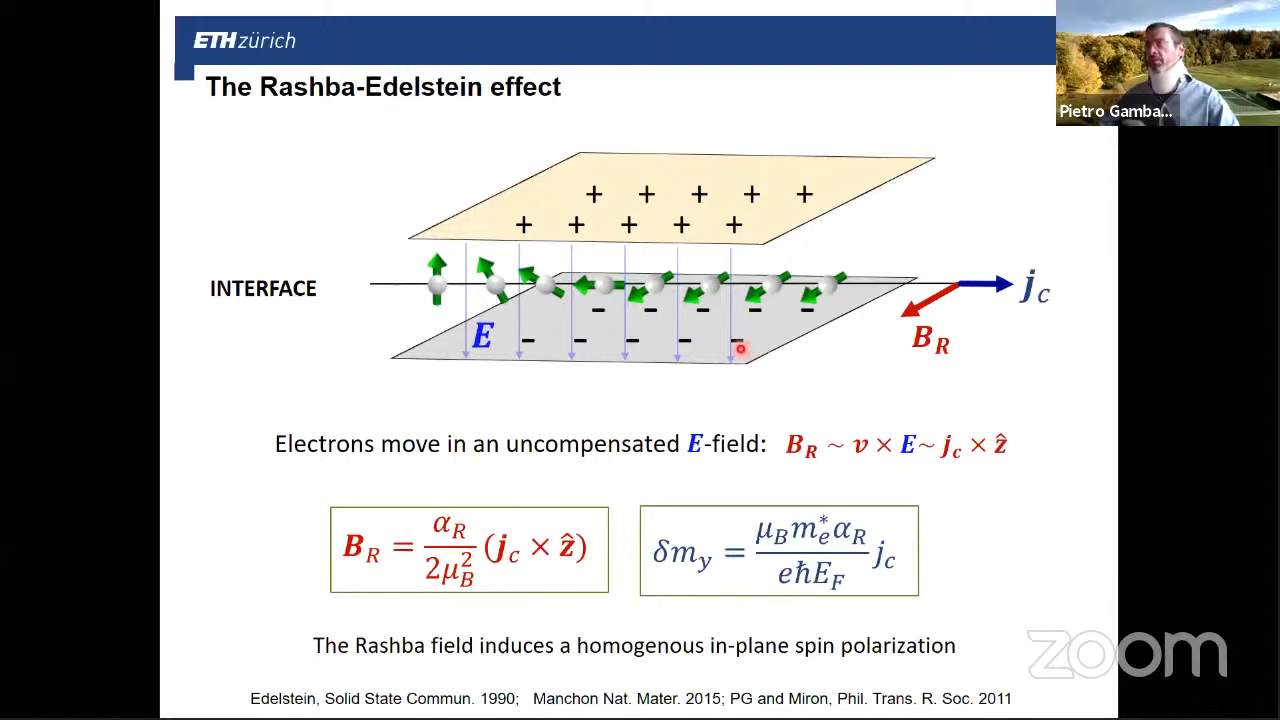 ETH zürich
The Rashba-Edelstein effect
Pietro Gamba...
+ + + + +
+ + + + +
INTERFACE
j_c
- - - - -
E
B_R
- - - - -
Electrons move in an uncompensated E-field: B_R ~ v × E ~ j_c × ẑ
B_R = α_R / 2μ_B^2 (j_c × ẑ)
δm_y = μ_B m_e^* α_R / eħE_F j_c
The Rashba field induces a homogenous in-plane spin polarization
zoom
Edelstein, Solid State Commun. 1990; Manchon Nat. Mater. 2015; PG and Miron, Phil. Trans. R. Soc. 2011